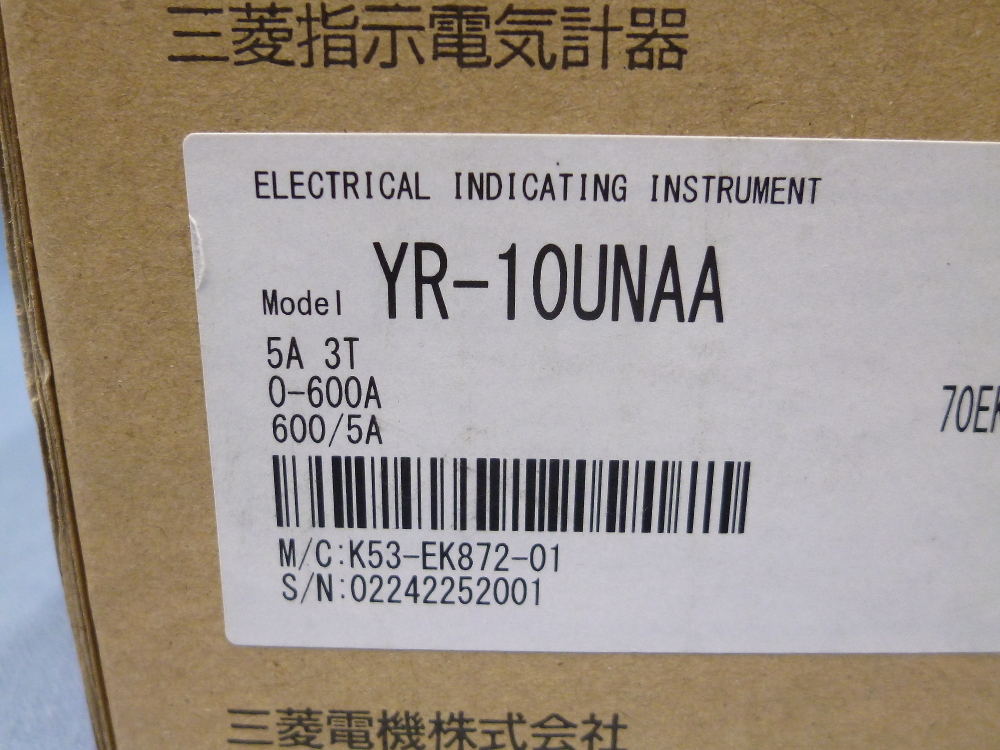 三菱指示電気計器
ELECTRICAL INDICATING INSTRUMENT
Model YR-10UNAA
5A 3T
0-600A
600/5A
70EK
M/C:K53-EK872-01
S/N:02242252001
三菱電機株式会社